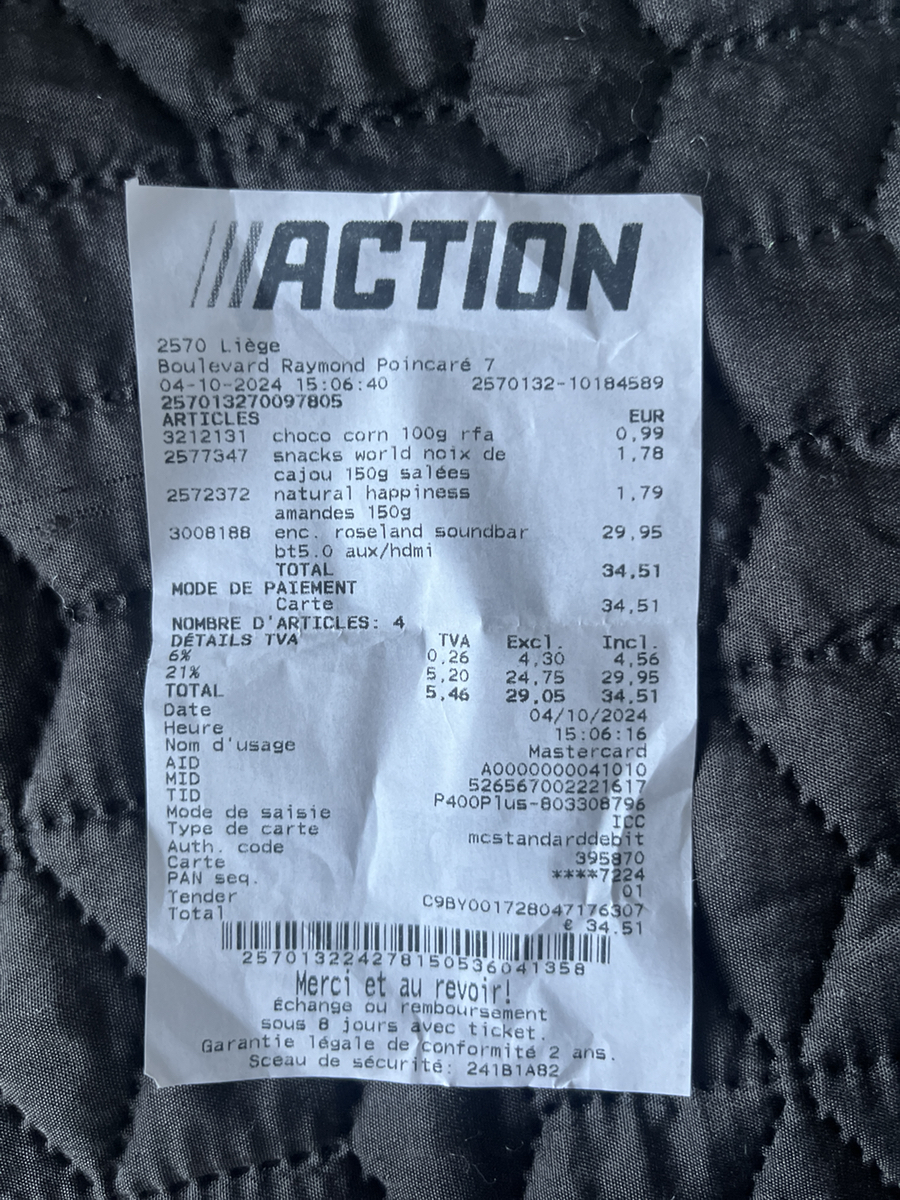 ACTION
2570 Liège
Boulevard Raymond Poincaré 7
04-10-2024 15:06:40 2570132-10184589
257013270097805
ARTICLES EUR
3212131 choco corn 100g rfa 0,99
2577347 snacks world noix de 1,78
cajou 150g salées
2572372 natural happiness 1,79
amandes 150g
3008188 enc. roseland soundbar 29,95
bt5.0 aux/hdmi
TOTAL 34,51
MODE DE PAIEMENT
Carte 34,51
NOMBRE D'ARTICLES: 4
DÉTAILS TVA TVA Excl. Incl.
6% 0,26 4,30 4,56
21% 5,20 24,75 29,95
TOTAL 5,46 29,05 34,51
Date 04/10/2024
Heure 15:06:16
Nom d'usage Mastercard
AID A0000000041010
MID 526567002221617
TID P400Plus-803308796
Mode de saisie ICC
Type de carte mcstandarddebit
Auth. code 395870
Carte ****7224
PAN seq. 01
Tender C9BY001728047176307
Total € 34.51
257013224278150536041358
Merci et au revoir!
Échange ou remboursement
sous 8 jours avec ticket.
Garantie légale de conformité 2 ans.
Sceau de sécurité: 241B1A82